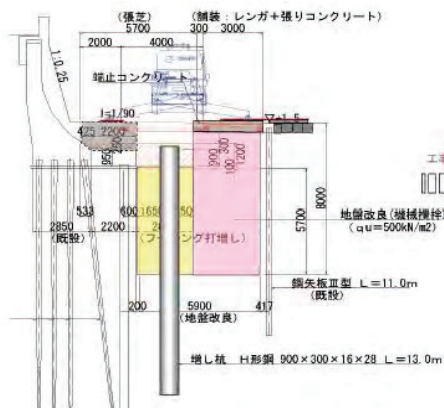 (張芝)
(舗装:レンガ+張りコンクリート)
5700
300
3000
2000
4000
1:0.25
端止コンクリート
I=1/90
425
2200
950
250
900
300
100
1200
工事
533
600
1650
2850
(既設)
2200
(フーチング打増し)
5700
8000
地盤改良(機械撹拌)
(qu=500kN/m2)
鋼矢板Ⅲ型 L=11.0m
(既設)
200
5900
417
(地盤改良)
増し杭 H形鋼 900×300×16×28 L=13.0m